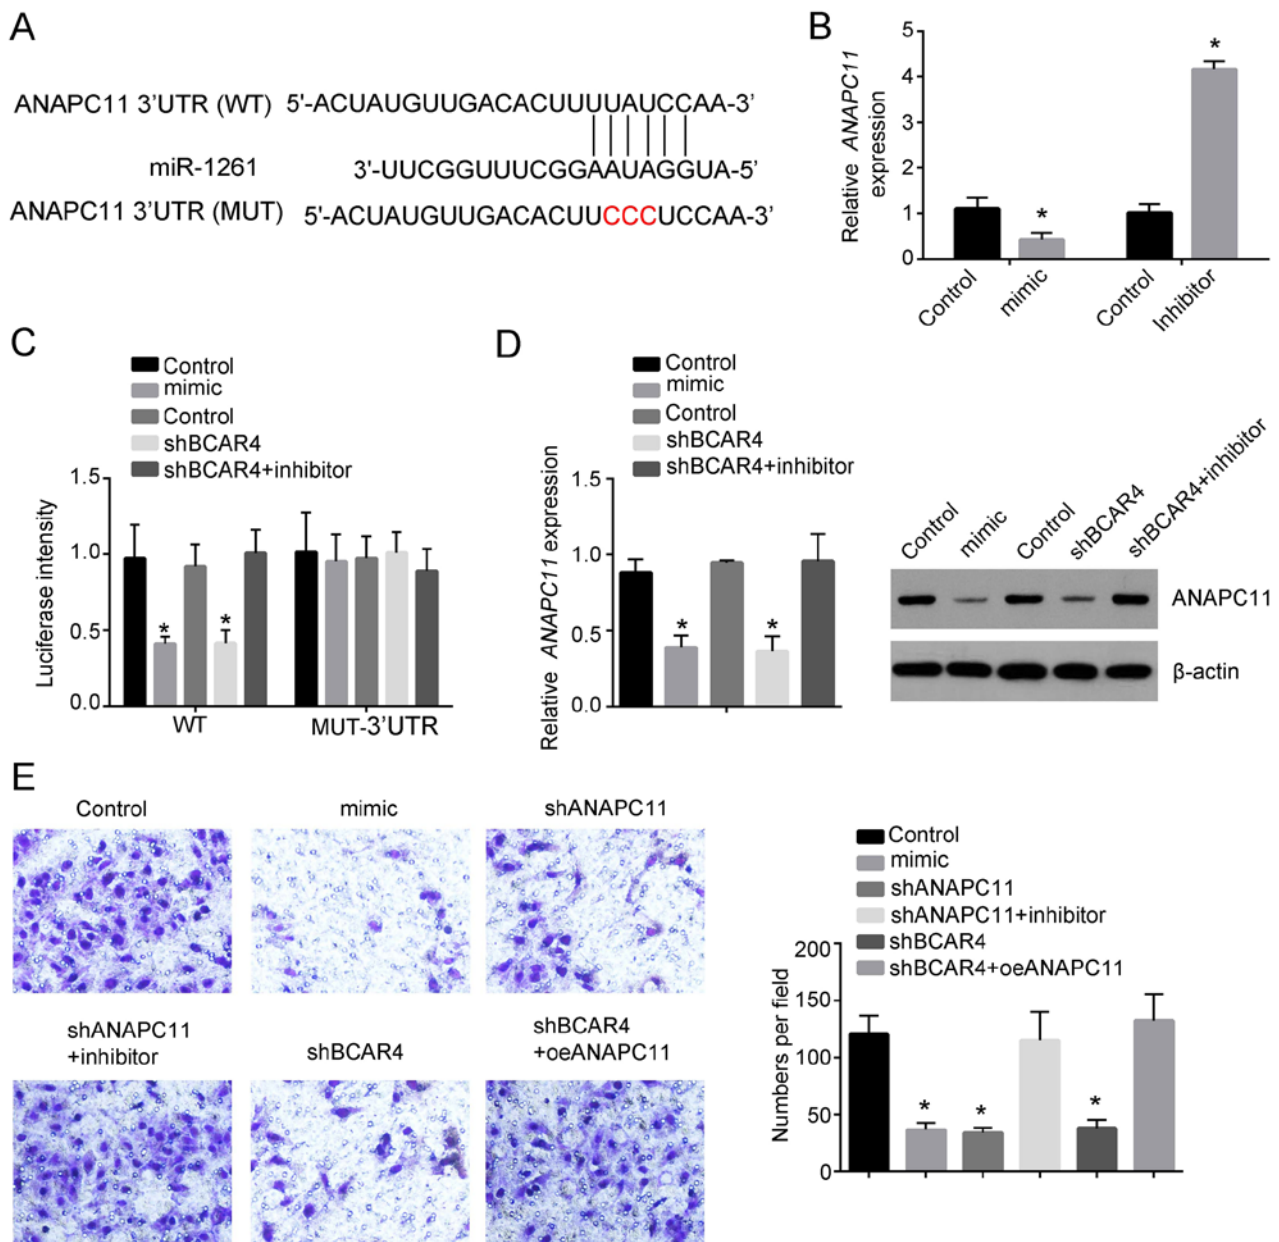 A
ANAPC11 3'UTR (WT) 5'-ACUAUGUUGACACUUUUAUCCAA-3'
miR-1261 3'-UUCGGUUUCGGAAUAGGUA-5'
ANAPC11 3'UTR (MUT) 5'-ACUAUGUUGACACUUCCCUCCAA-3'
B
Relative ANAPC11 expression
5
4
3
2
1
0
Control
mimic
Control
Inhibitor
*
*
C
Control
mimic
Control
shBCAR4
shBCAR4+inhibitor
Luciferase intensity
1.5
1.0
0.5
0.0
*
*
WT
MUT-3'UTR
D
Control
mimic
Control
shBCAR4
shBCAR4+inhibitor
Relative ANAPC11 expression
1.5
1.0
0.5
0.0
*
*
Control
mimic
Control
shBCAR4
shBCAR4+inhibitor
ANAPC11
β-actin
E
Control
mimic
shANAPC11
shANAPC11
+inhibitor
shBCAR4
shBCAR4
+oeANAPC11
Control
mimic
shANAPC11
shANAPC11+inhibitor
shBCAR4
shBCAR4+oeANAPC11
Numbers per field
200
150
100
50
0
*
*
*